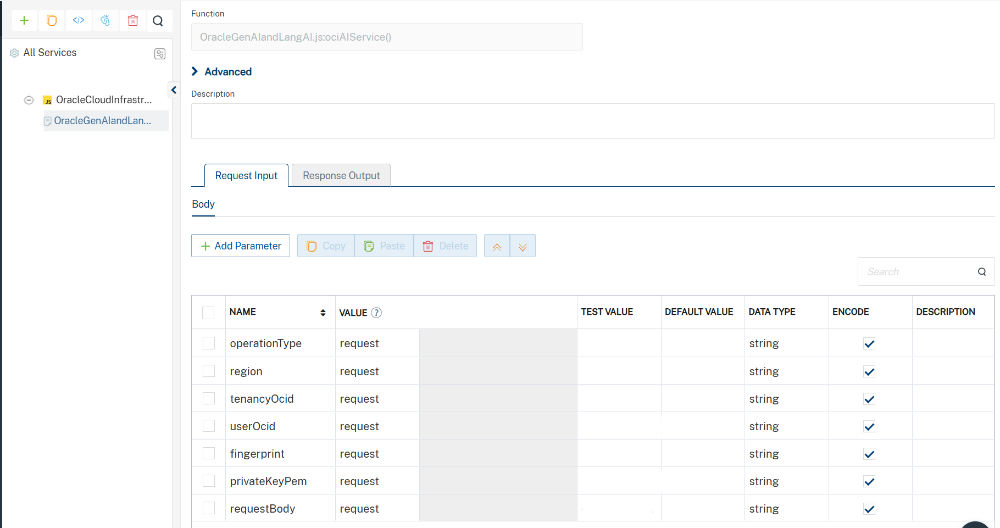 Function
OracleGenAIandLangAI.js:ociAIService()
All Services
Advanced
Description
JS OracleCloudInfrastr...
OracleGenAIandLan...
Request Input Response Output
Body
Add Parameter Copy Paste Delete
Search
NAME VALUE ? TEST VALUE DEFAULT VALUE DATA TYPE ENCODE DESCRIPTION
operationType request string
region request string
tenancyOcid request string
userOcid request string
fingerprint request string
privateKeyPem request string
requestBody request string